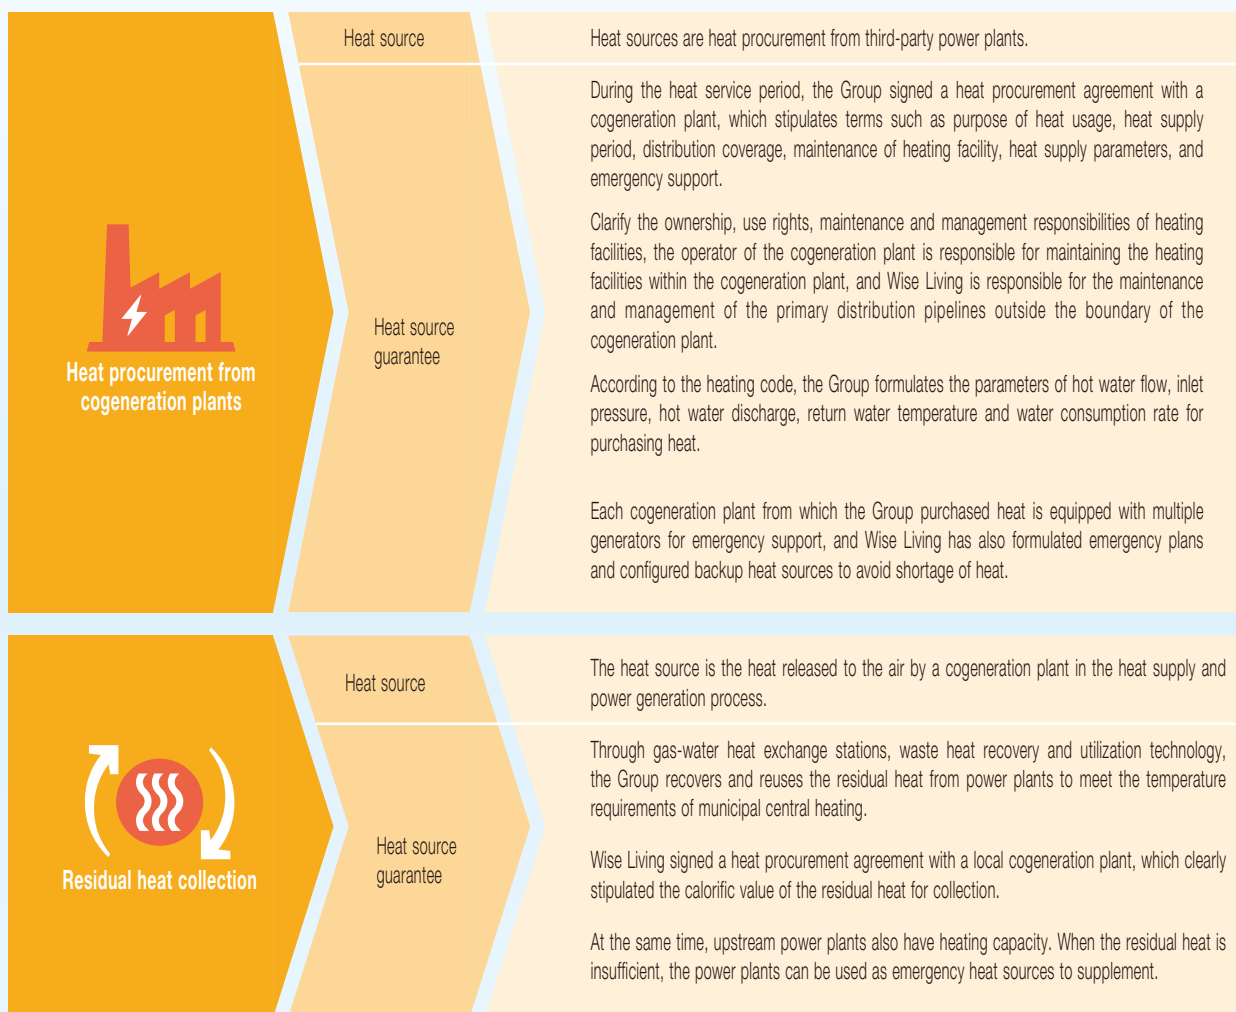 Heat procurement from
cogeneration plants
Heat source
Heat sources are heat procurement from third-party power plants.
Heat source
guarantee
During the heat service period, the Group signed a heat procurement agreement with a
cogeneration plant, which stipulates terms such as purpose of heat usage, heat supply
period, distribution coverage, maintenance of heating facility, heat supply parameters, and
emergency support.
Clarify the ownership, use rights, maintenance and management responsibilities of heating
facilities, the operator of the cogeneration plant is responsible for maintaining the heating
facilities within the cogeneration plant, and Wise Living is responsible for the maintenance
and management of the primary distribution pipelines outside the boundary of the
cogeneration plant.
According to the heating code, the Group formulates the parameters of hot water flow, inlet
pressure, hot water discharge, return water temperature and water consumption rate for
purchasing heat.
Each cogeneration plant from which the Group purchased heat is equipped with multiple
generators for emergency support, and Wise Living has also formulated emergency plans
and configured backup heat sources to avoid shortage of heat.
Residual heat collection
Heat source
The heat source is the heat released to the air by a cogeneration plant in the heat supply and
power generation process.
Heat source
guarantee
Through gas-water heat exchange stations, waste heat recovery and utilization technology,
the Group recovers and reuses the residual heat from power plants to meet the temperature
requirements of municipal central heating.
Wise Living signed a heat procurement agreement with a local cogeneration plant, which clearly
stipulated the calorific value of the residual heat for collection.
At the same time, upstream power plants also have heating capacity. When the residual heat is
insufficient, the power plants can be used as emergency heat sources to supplement.